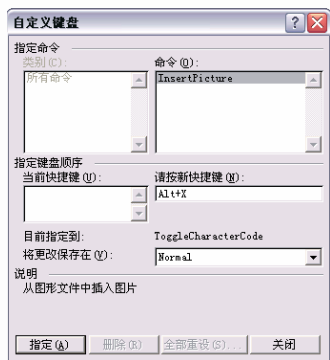 自定义键盘
指定命令
类别(C): 命令(O):
所有命令 InsertPicture
指定键盘顺序
当前快捷键(U): 请按新快捷键(N):
Alt+X
目前指定到: ToggleCharacterCode
将更改保存在(V): Normal
说明
从图形文件中插入图片
指定(A) 删除(R) 全部重设(S)... 关闭